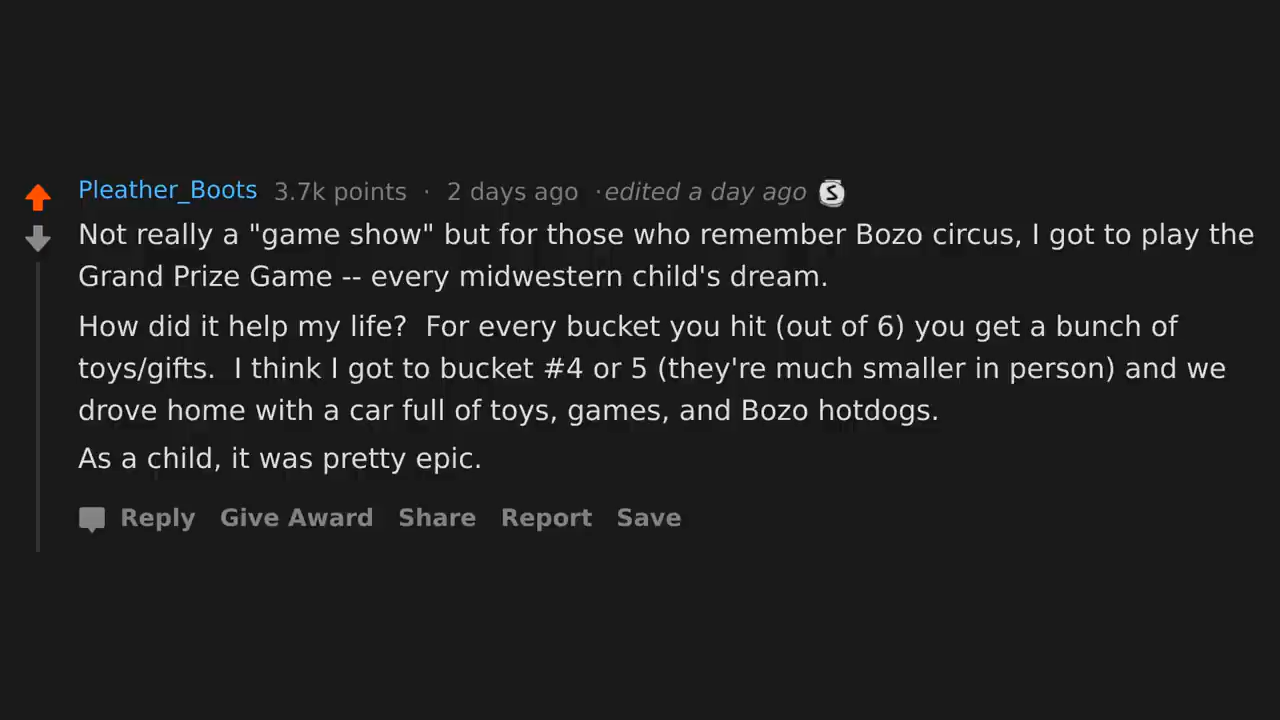 Pleather_Boots 3.7k points · 2 days ago ·edited a day ago S
Not really a "game show" but for those who remember Bozo circus, I got to play the
Grand Prize Game -- every midwestern child's dream.
How did it help my life?  For every bucket you hit (out of 6) you get a bunch of
toys/gifts.  I think I got to bucket #4 or 5 (they're much smaller in person) and we
drove home with a car full of toys, games, and Bozo hotdogs.
As a child, it was pretty epic.
Reply Give Award Share Report Save